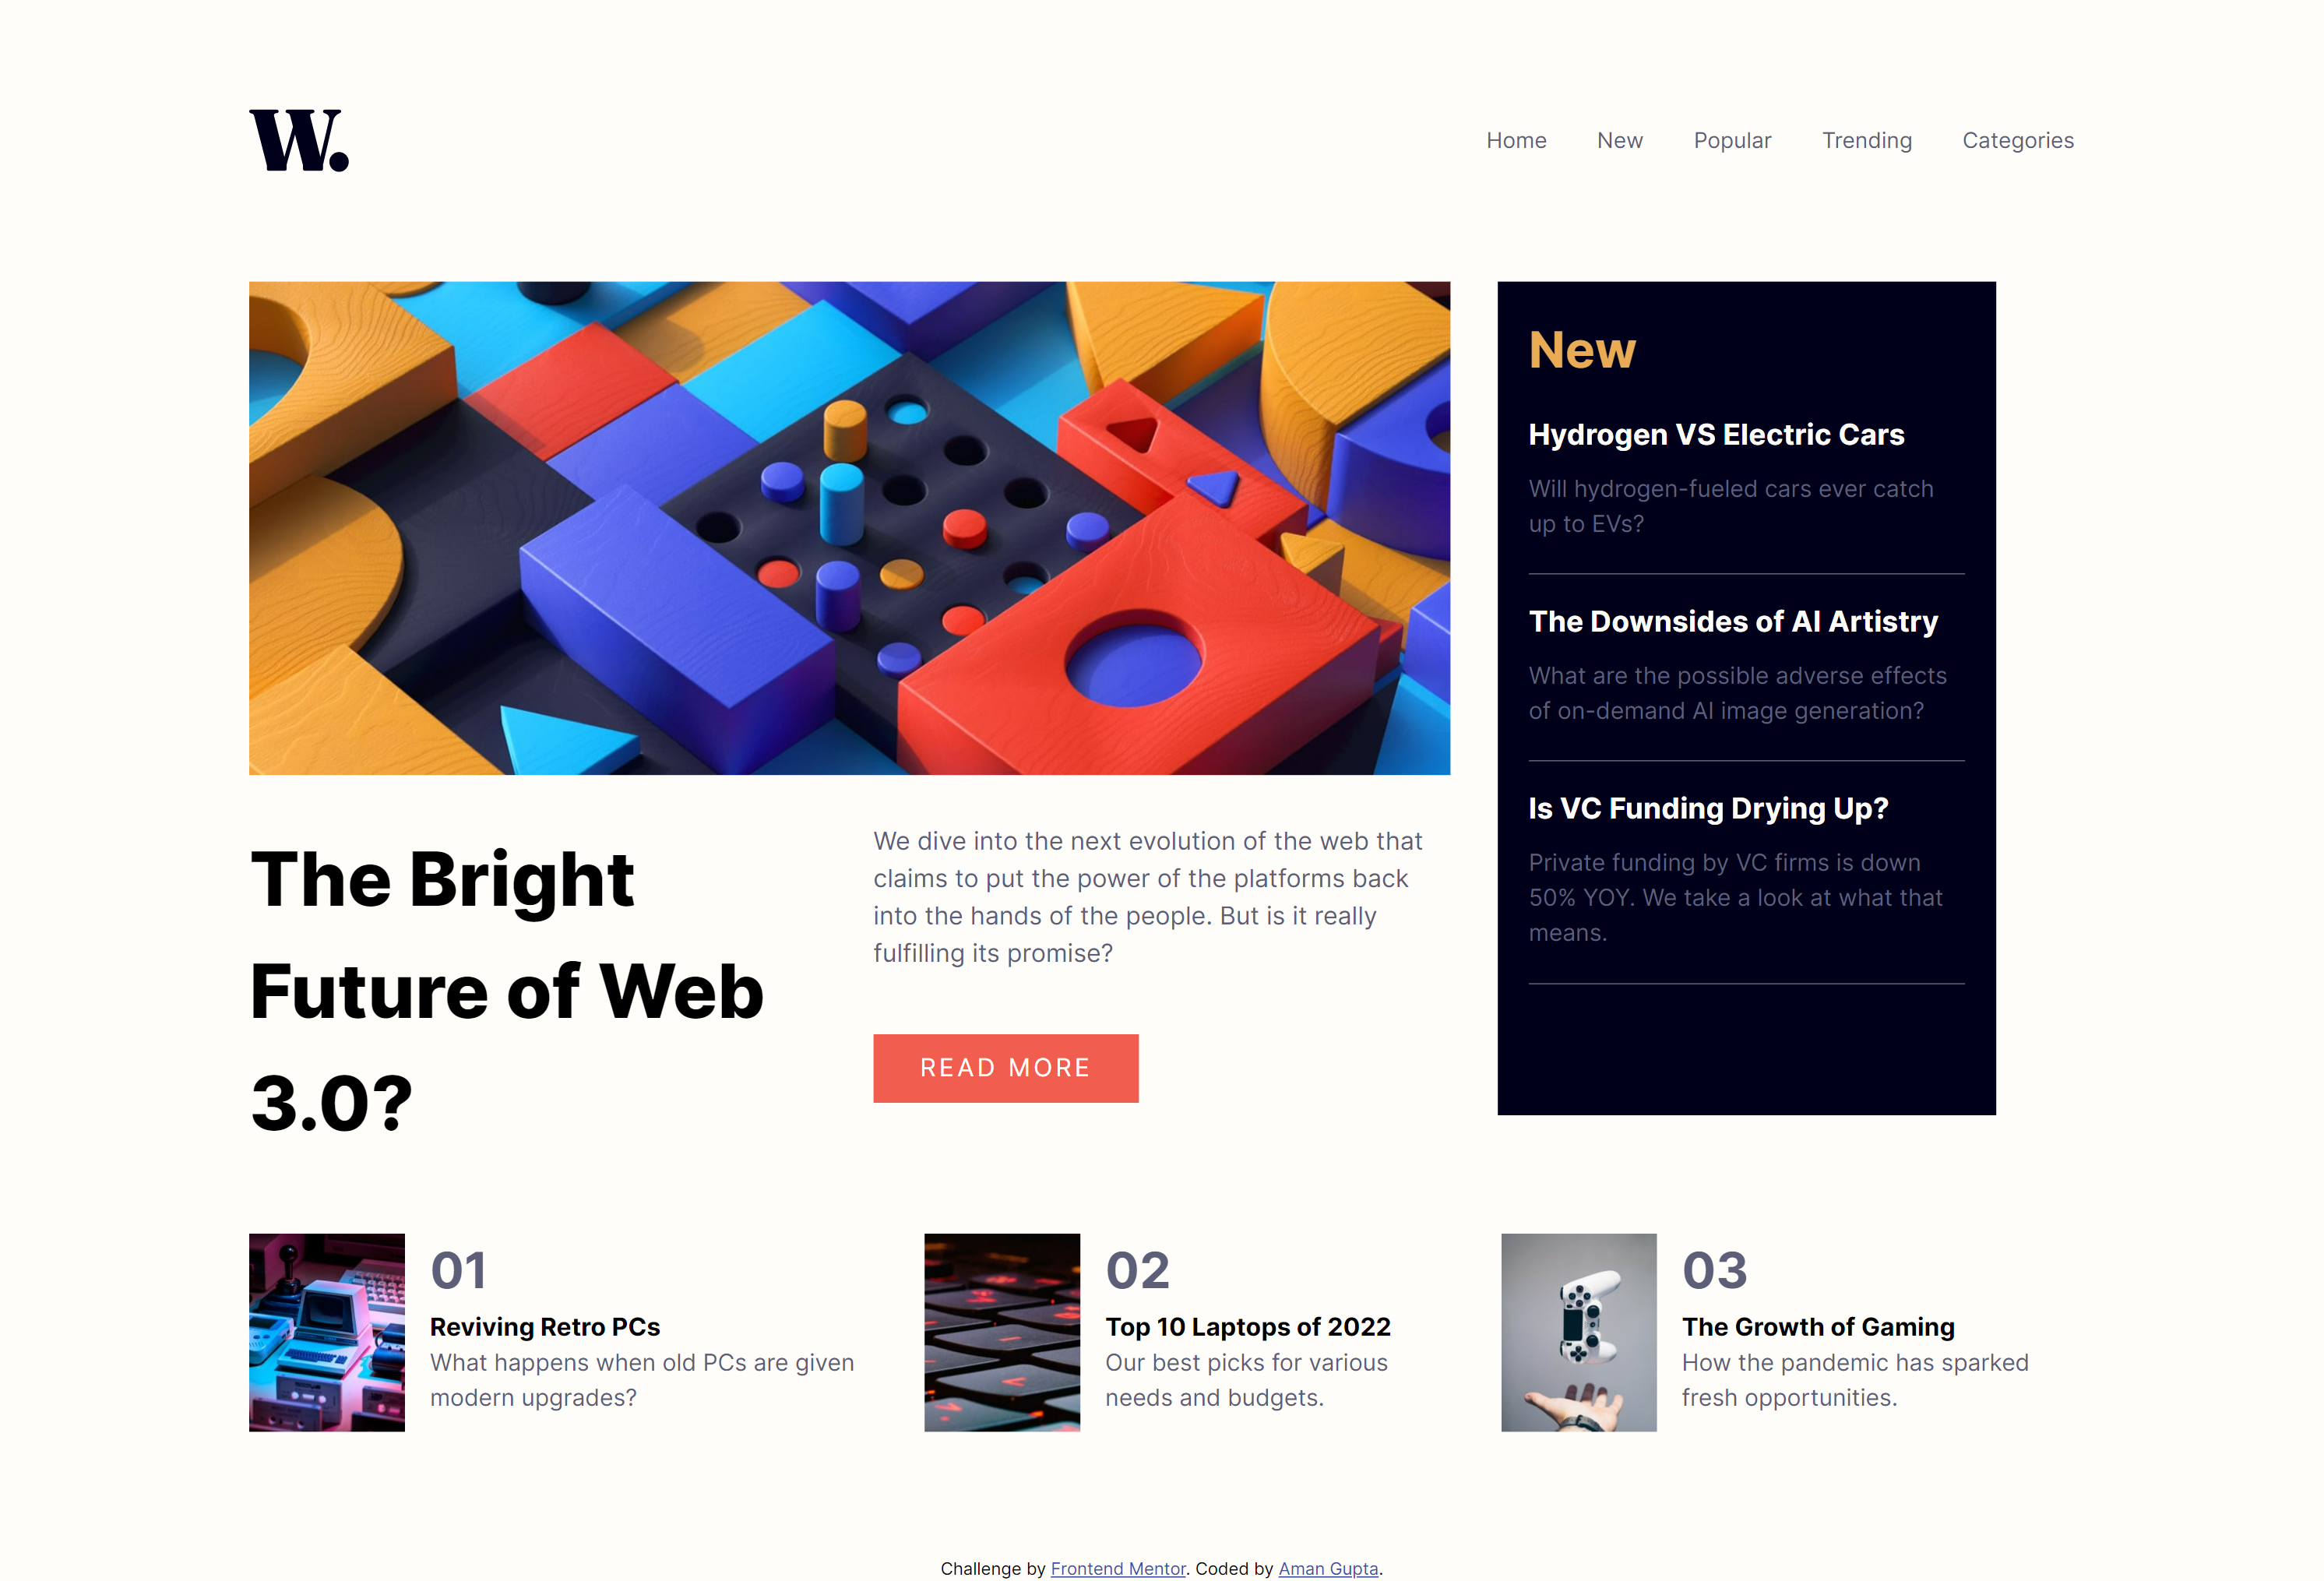 W.
Home New Popular Trending Categories
New
Hydrogen VS Electric Cars
Will hydrogen-fueled cars ever catch
up to EVs?
The Downsides of AI Artistry
What are the possible adverse effects
of on-demand AI image generation?
Is VC Funding Drying Up?
Private funding by VC firms is down
50% YOY. We take a look at what that
means.
The Bright
Future of Web
3.0?
We dive into the next evolution of the web that
claims to put the power of the platforms back
into the hands of the people. But is it really
fulfilling its promise?
READ MORE
01
Reviving Retro PCs
What happens when old PCs are given
modern upgrades?
02
Top 10 Laptops of 2022
Our best picks for various
needs and budgets.
03
The Growth of Gaming
How the pandemic has sparked
fresh opportunities.
Challenge by Frontend Mentor. Coded by Aman Gupta.